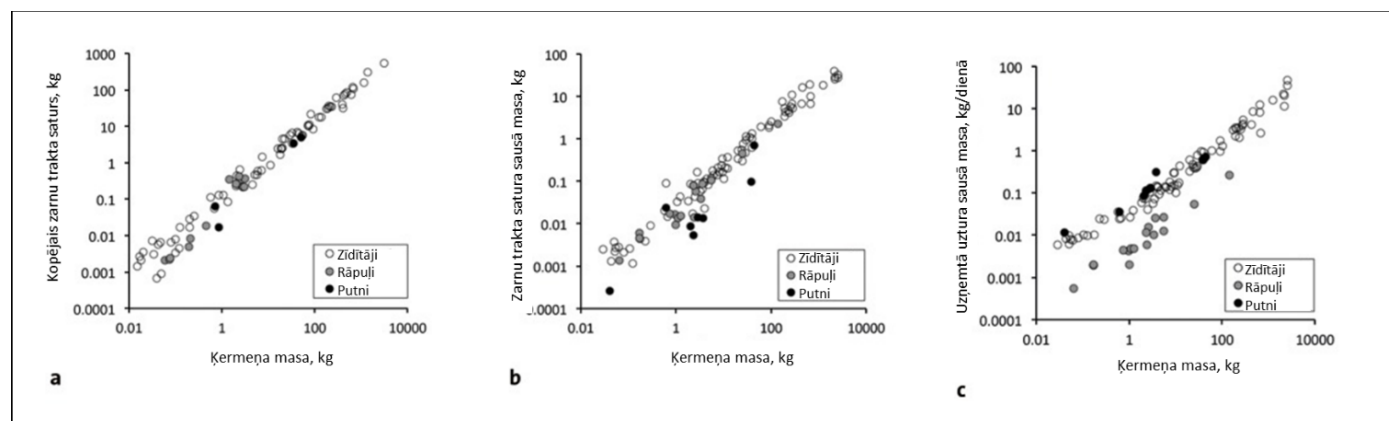 Kopējais zarnu trakta saturs, kg
1000
100
10
1
0.1
0.01
0.001
0.0001
Zīdītāji
Rāpuļi
Putni
0.01
1
100
10000
Ķermeņa masa, kg
a
Zarnu trakta satura sausā masa, kg
100
10
1
0.1
0.01
0.001
0.0001
Zīdītāji
Rāpuļi
Putni
0.01
1
100
10000
Ķermeņa masa, kg
b
Uzņemtā uztura sausā masa, kg/dienā
100
10
1
0.1
0.01
0.001
0.0001
Zīdītāji
Rāpuļi
Putni
0.01
1
100
10000
Ķermeņa masa, kg
c